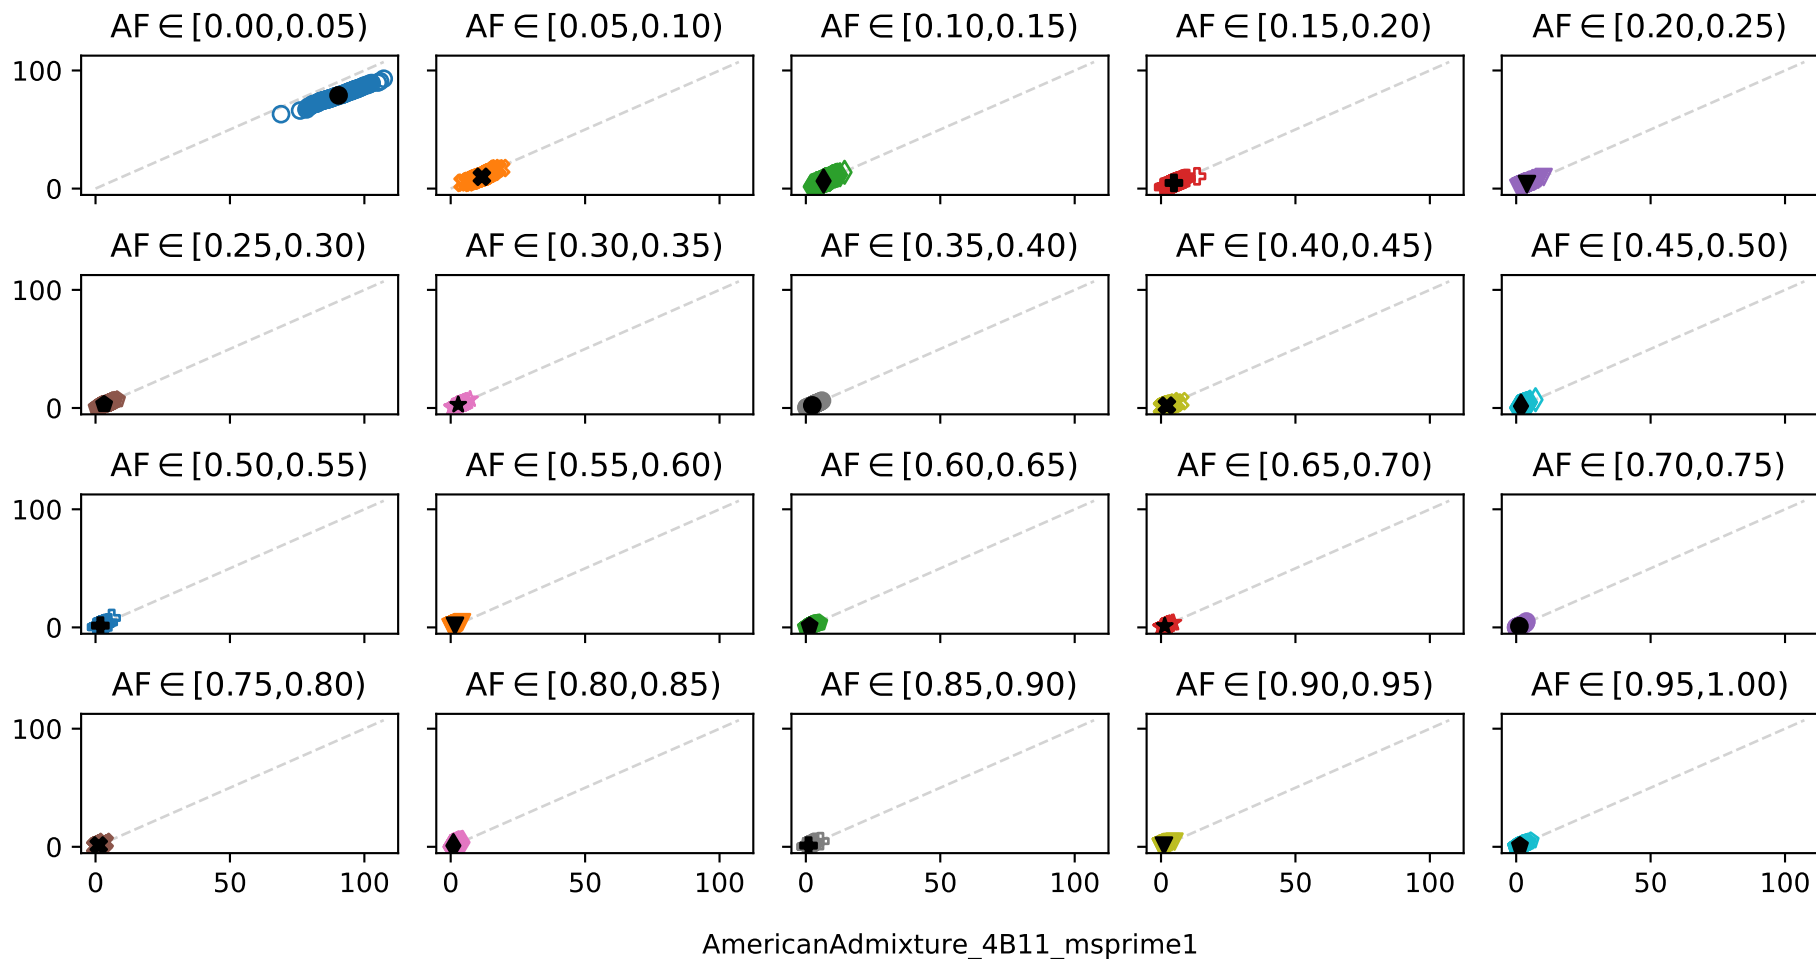 AF ∈ [0.00,0.05) AF ∈ [0.05,0.10) AF ∈ [0.10,0.15) AF ∈ [0.15,0.20) AF ∈ [0.20,0.25)
100
0
AF ∈ [0.25,0.30) AF ∈ [0.30,0.35) AF ∈ [0.35,0.40) AF ∈ [0.40,0.45) AF ∈ [0.45,0.50)
100
0
AF ∈ [0.50,0.55) AF ∈ [0.55,0.60) AF ∈ [0.60,0.65) AF ∈ [0.65,0.70) AF ∈ [0.70,0.75)
100
0
AF ∈ [0.75,0.80) AF ∈ [0.80,0.85) AF ∈ [0.85,0.90) AF ∈ [0.90,0.95) AF ∈ [0.95,1.00)
100
0
0 50 100 0 50 100 0 50 100 0 50 100 0 50 100
AmericanAdmixture_4B11_msprime1